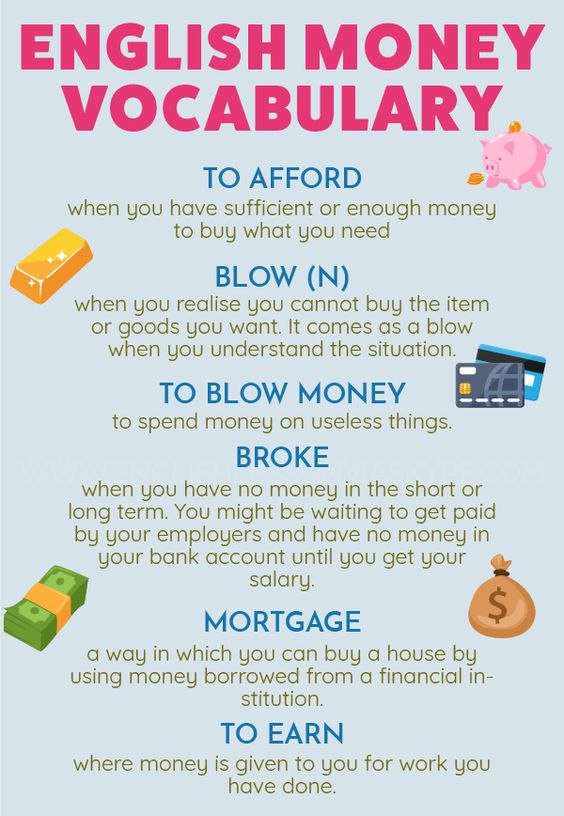 ENGLISH MONEY
VOCABULARY
TO AFFORD
when you have sufficient or enough money
to buy what you need
BLOW (N)
when you realise you cannot buy the item
or goods you want. It comes as a blow
when you understand the situation.
TO BLOW MONEY
to spend money on useless things.
BROKE
when you have no money in the short or
long term. You might be waiting to get paid
by your employers and have no money in
your bank account until you get your
salary.
$
MORTGAGE
a way in which you can buy a house by
using money borrowed from a financial in-
stitution.
TO EARN
where money is given to you for work you
have done.